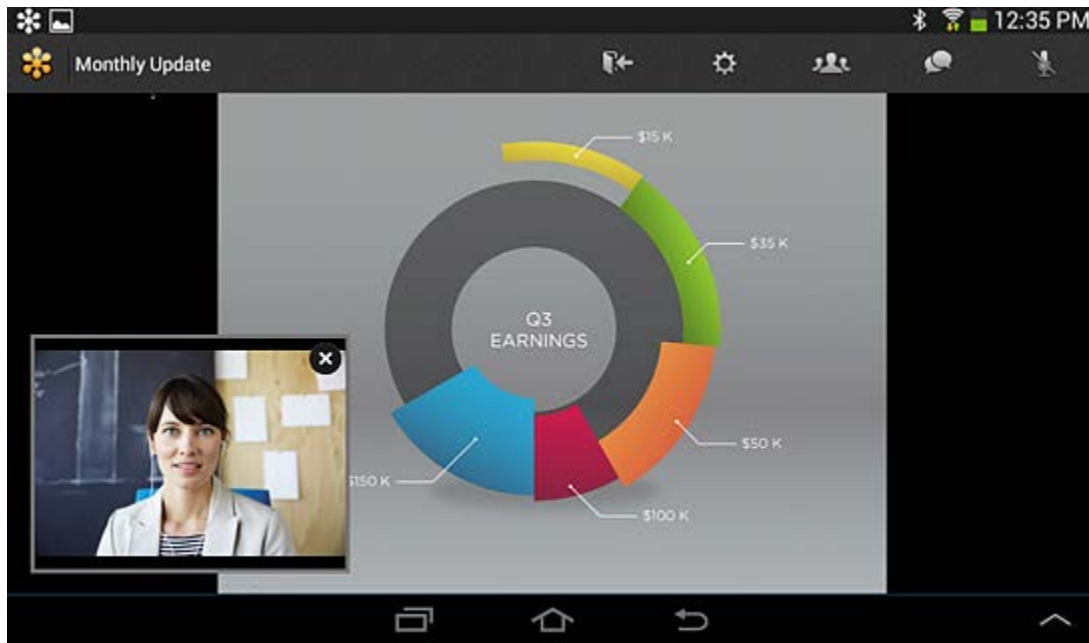 12:35 PM
Monthly Update
$15 K
$35 K
Q3
EARNINGS
$50 K
$150 K
$100 K